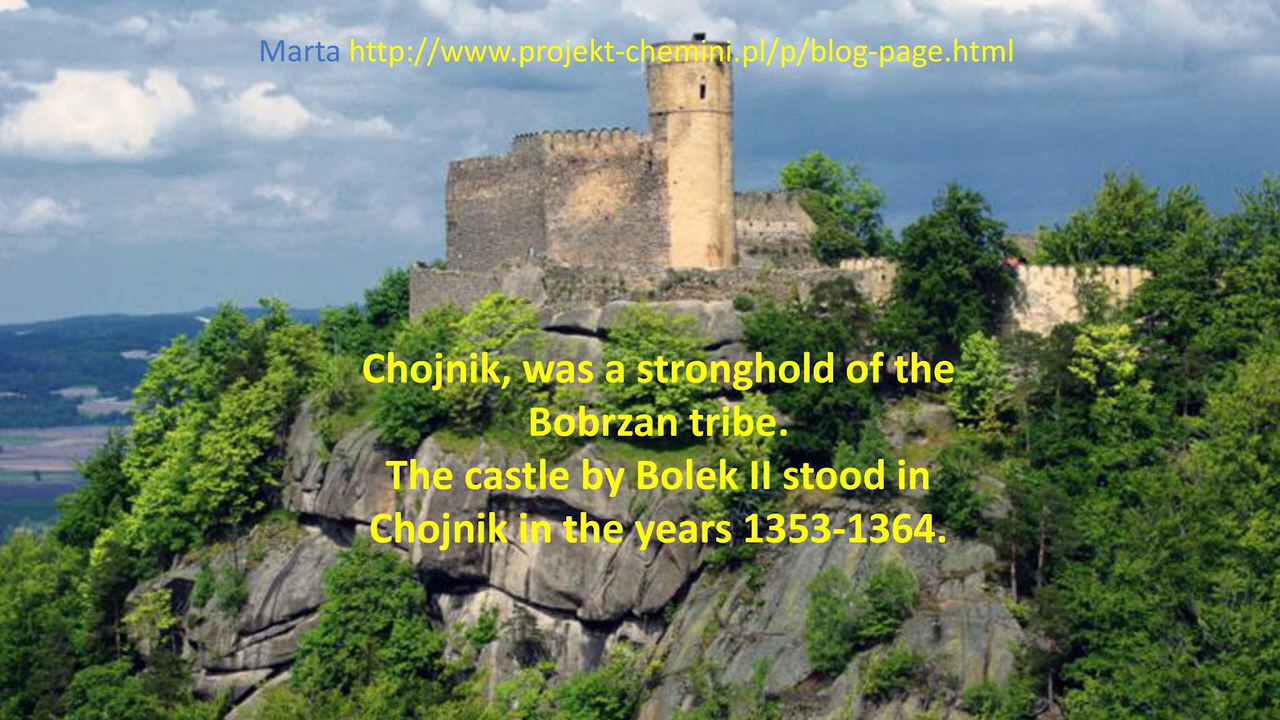 Marta http://www.projekt-chemini.pl/p/blog-page.html
Chojnik, was a stronghold of the
Bobrzan tribe.
The castle by Bolek II stood in
Chojnik in the years 1353-1364.